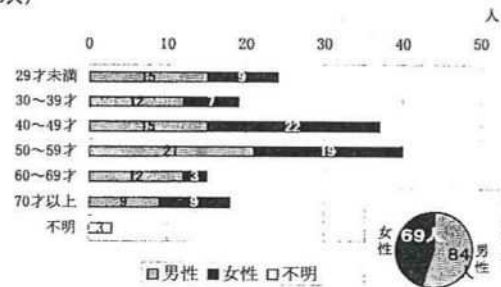 人
0 10 20 30 40 50
29才未満 15 9
30～39才 12 7
40～49才 15 22
50～59才 21 19
60～69才 12 3
70才以上 9 9
不明 3
男性 女性 不明
女性 69人
84人 男性